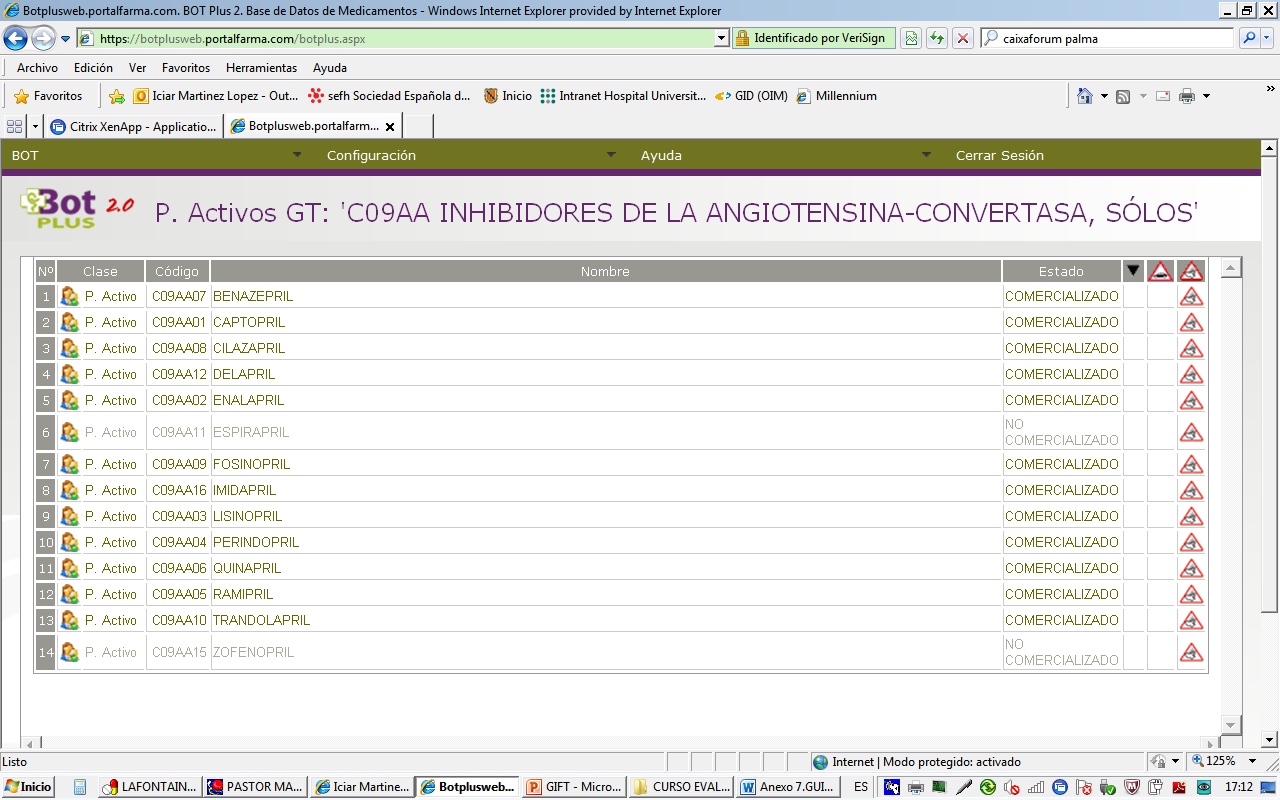 Botplusweb.portalfarma.com. BOT Plus 2. Base de Datos de Medicamentos - Windows Internet Explorer provided by Internet Explorer
https://botplusweb.portalfarma.com/botplus.aspx Identificado por VeriSign caixaforum palma
Archivo Edición Ver Favoritos Herramientas Ayuda
Favoritos Iciar Martinez Lopez - Out... sefh Sociedad Española d... Inicio Intranet Hospital Universit... GID (OIM) Millennium
Citrix XenApp - Applicatio... Botplusweb.portalfarm...
BOT Configuración Ayuda Cerrar Sesión
Bot PLUS 2.0 P. Activos GT: 'C09AA INHIBIDORES DE LA ANGIOTENSINA-CONVERTASA, SÓLOS'
Nº Clase Código Nombre Estado
1 P. Activo C09AA07 BENAZEPRIL COMERCIALIZADO
2 P. Activo C09AA01 CAPTOPRIL COMERCIALIZADO
3 P. Activo C09AA08 CILAZAPRIL COMERCIALIZADO
4 P. Activo C09AA12 DELAPRIL COMERCIALIZADO
5 P. Activo C09AA02 ENALAPRIL COMERCIALIZADO
6 P. Activo C09AA11 ESPIRAPRIL NO COMERCIALIZADO
7 P. Activo C09AA09 FOSINOPRIL COMERCIALIZADO
8 P. Activo C09AA16 IMIDAPRIL COMERCIALIZADO
9 P. Activo C09AA03 LISINOPRIL COMERCIALIZADO
10 P. Activo C09AA04 PERINDOPRIL COMERCIALIZADO
11 P. Activo C09AA06 QUINAPRIL COMERCIALIZADO
12 P. Activo C09AA05 RAMIPRIL COMERCIALIZADO
13 P. Activo C09AA10 TRANDOLAPRIL COMERCIALIZADO
14 P. Activo C09AA15 ZOFENOPRIL NO COMERCIALIZADO
Listo Internet | Modo protegido: activado 125%
Inicio LAFONTAIN... PASTOR MA... Iciar Martine... Botplusweb... GIFT - Micro... CURSO EVAL... Anexo 7.GUI... ES 17:12